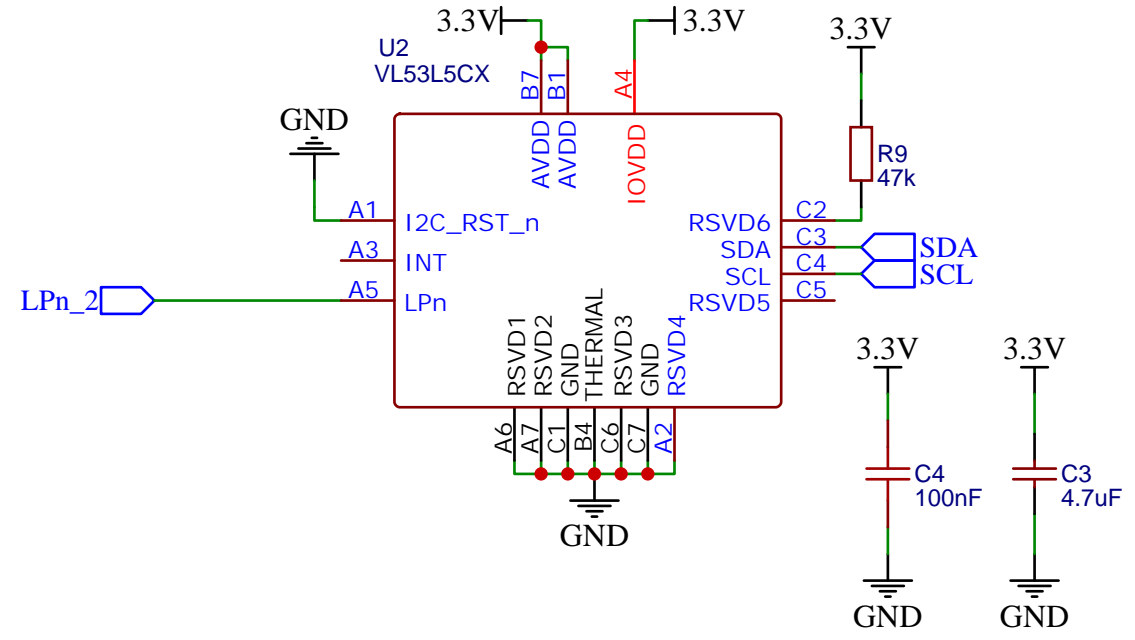 3.3V
3.3V
3.3V
U2
VL53L5CX
B7
B1
A4
GND
AVDD
AVDD
IOVDD
R9
47k
A1
I2C_RST_n
RSVD6
C2
A3
INT
SDA
C3
SDA
SCL
C4
SCL
LPn_2
A5
LPn
RSVD5
C5
RSVD1
RSVD2
GND
THERMAL
RSVD3
GND
RSVD4
A6
A7
C1
B4
C6
C7
A2
GND
3.3V
3.3V
C4
100nF
C3
4.7uF
GND
GND